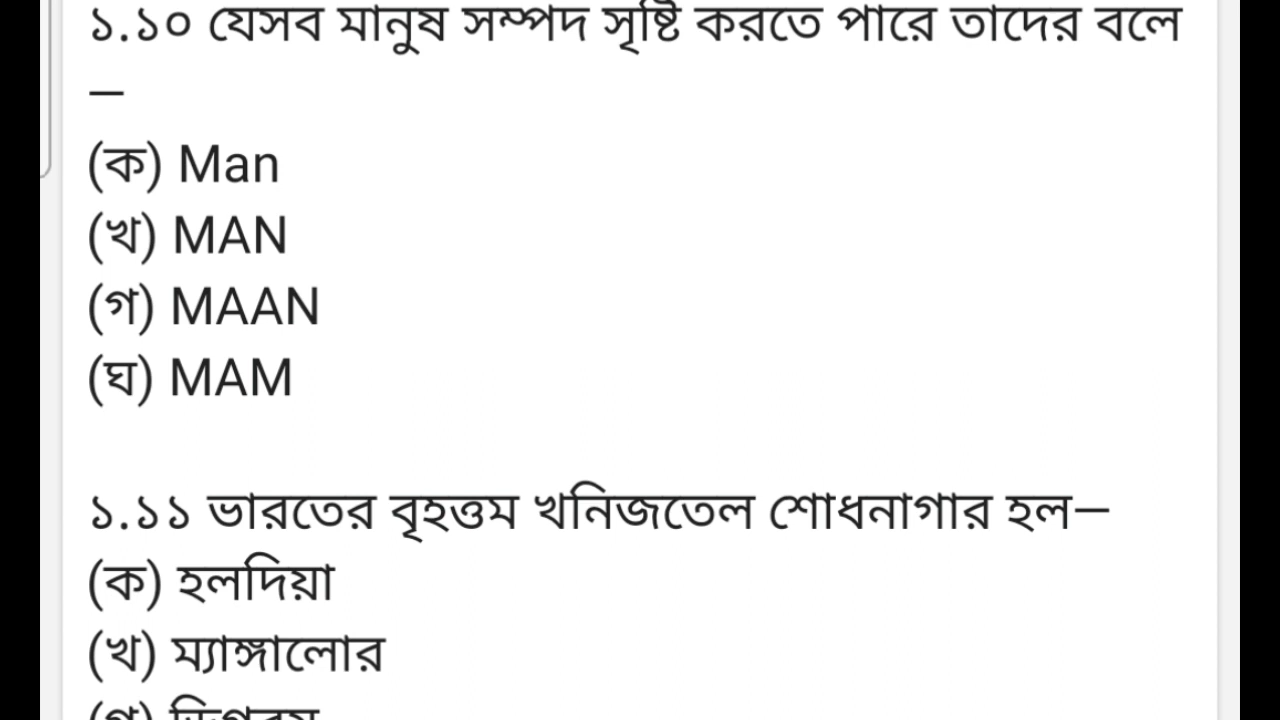 ১.১০ যেসব মানুষ সম্পদ সৃষ্টি করতে পারে তাদের বলে
—
(ক) Man
(খ) MAN
(গ) MAAN
(ঘ) MAM
১.১১ ভারতের বৃহত্তম খনিজতেল শোধনাগার হল—
(ক) হলদিয়া
(খ) ম্যাঙ্গালোর
(গ)